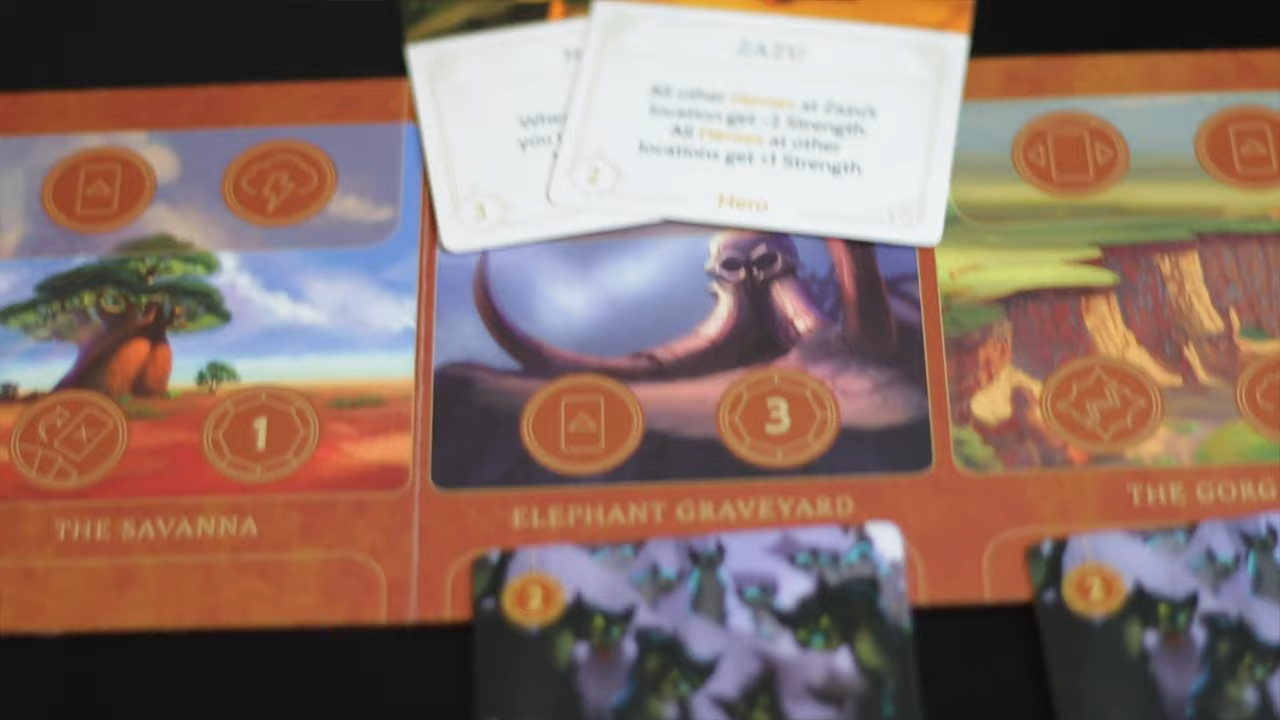 ZAZU
All other Heroes at Zazu's
location get -2 Strength.
All Heroes at other
locations get +1 Strength.
2
Hero
3
1
3
THE SAVANNA
ELEPHANT GRAVEYARD
THE GORG
2
2